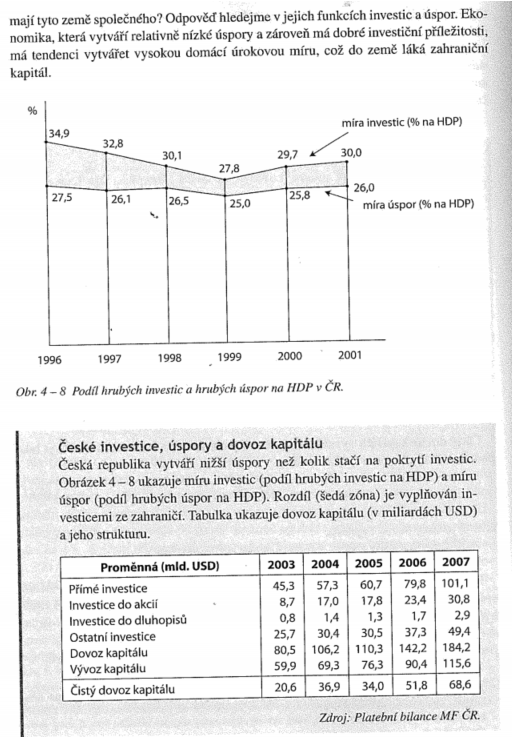 mají tyto země společného? Odpověď hledejme v jejich funkcích investic a úspor. Eko-
nomika, která vytváří relativně nízké úspory a zároveň má dobré investiční příležitosti,
má tendenci vytvářet vysokou domácí úrokovou míru, což do země láká zahraniční
kapitál.
%
34,9
32,8
30,1
27,8
29,7
30,0
míra investic (% na HDP)
27,5
26,1
26,5
25,0
25,8
26,0
míra úspor (% na HDP)
1996 1997 1998 1999 2000 2001
Obr. 4 – 8 Podíl hrubých investic a hrubých úspor na HDP v ČR.
České investice, úspory a dovoz kapitálu
Česká republika vytváří nižší úspory než kolik stačí na pokrytí investic.
Obrázek 4 – 8 ukazuje míru investic (podíl hrubých investic na HDP) a míru
úspor (podíl hrubých úspor na HDP). Rozdíl (šedá zóna) je vyplňován in-
vesticemi ze zahraničí. Tabulka ukazuje dovoz kapitálu (v miliardách USD)
a jeho strukturu.
Proměnná (mld. USD) 2003 2004 2005 2006 2007
Přímé investice 45,3 57,3 60,7 79,8 101,1
Investice do akcií 8,7 17,0 17,8 23,4 30,8
Investice do dluhopisů 0,8 1,4 1,3 1,7 2,9
Ostatní investice 25,7 30,4 30,5 37,3 49,4
Dovoz kapitálu 80,5 106,2 110,3 142,2 184,2
Vývoz kapitálu 59,9 69,3 76,3 90,4 115,6
Čistý dovoz kapitálu 20,6 36,9 34,0 51,8 68,6
Zdroj: Platební bilance MF ČR.